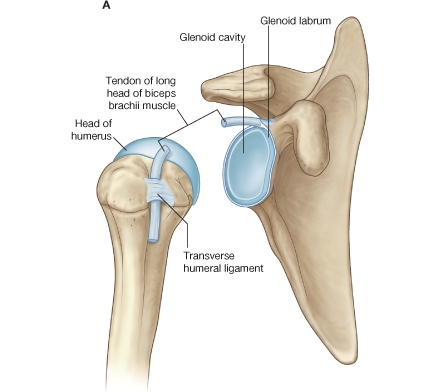 A
Glenoid labrum
Glenoid cavity
Tendon of long
head of biceps
brachii muscle
Head of
humerus
Transverse
humeral ligament